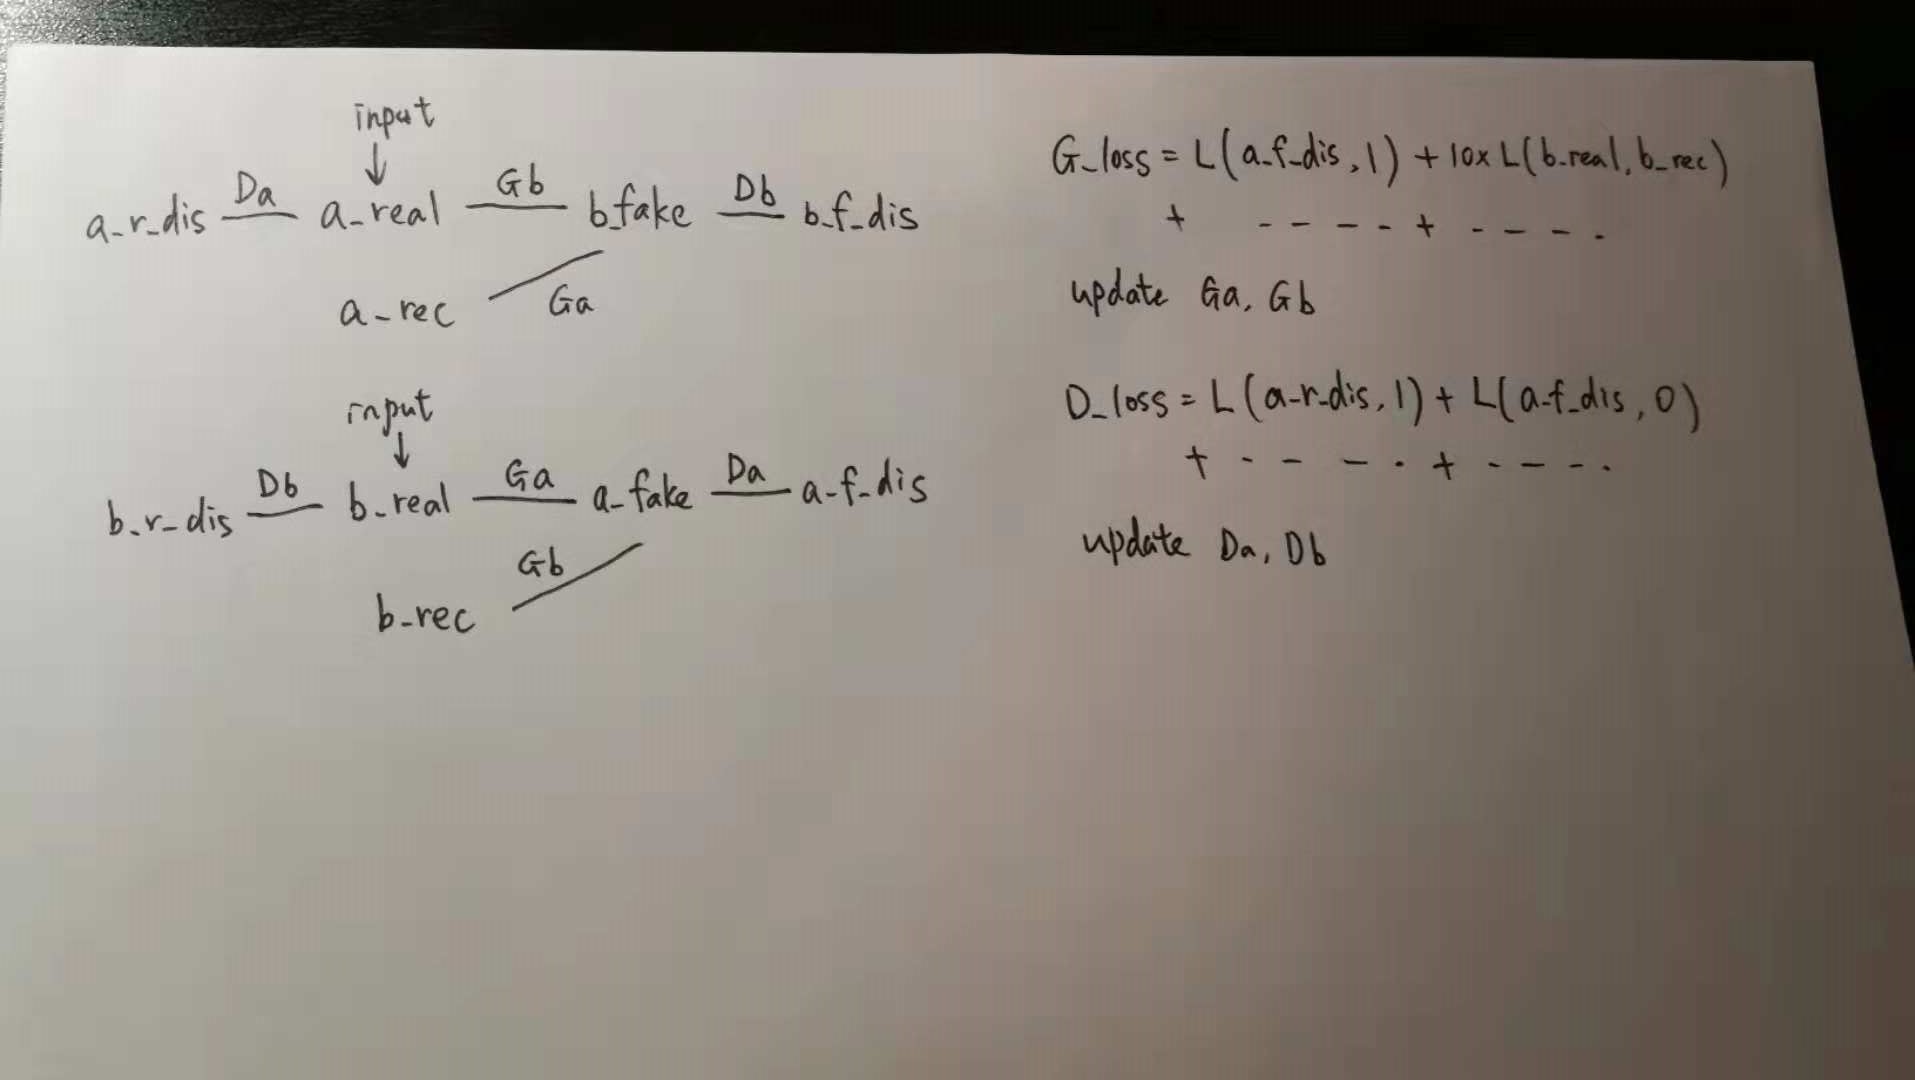 input
↓
a_r_dis — Da — a_real — Gb — b_fake — Db — b_f_dis
a_rec — Ga
input
↓
b_r_dis — Db — b_real — Ga — a_fake — Da — a_f_dis
Gb
b_rec —
G_loss = L(a_f_dis, 1) + 10x L(b_real, b_rec)
+ - - - - + - - - -
update Ga, Gb
D_loss = L(a_r_dis, 1) + L(a_f_dis, 0)
+ - - - - + - - - -
update Da, Db